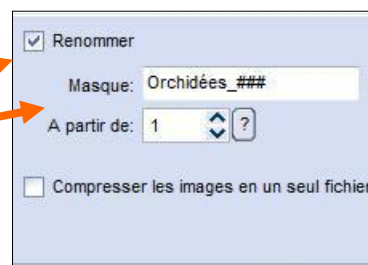 Renommer
Masque: Orchidées_###
A partir de: 1 ?
Compresser les images en un seul fichier